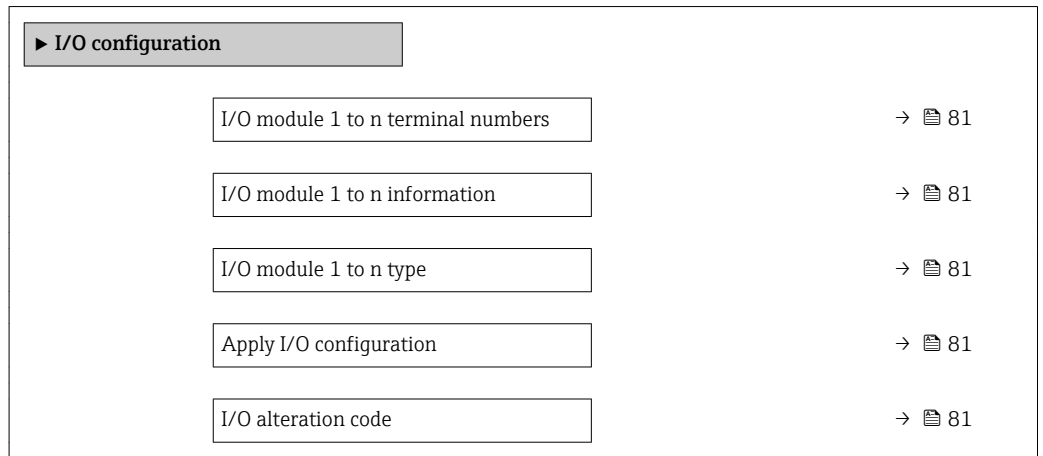 ► I/O configuration
I/O module 1 to n terminal numbers → 81
I/O module 1 to n information → 81
I/O module 1 to n type → 81
Apply I/O configuration → 81
I/O alteration code → 81